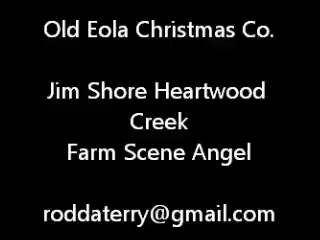 Old Eola Christmas Co.
Jim Shore Heartwood
Creek
Farm Scene Angel
roddaterry@gmail.com